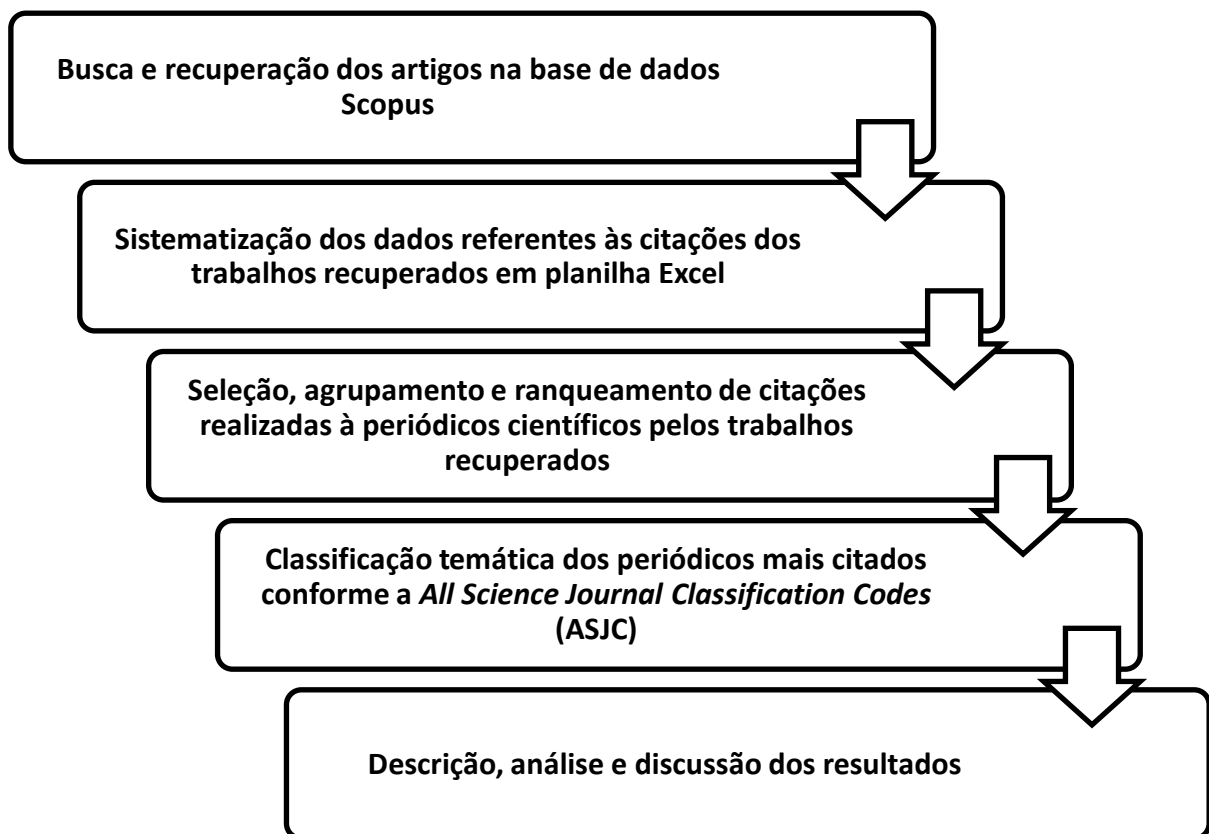 Busca e recuperação dos artigos na base de dados
Scopus
Sistematização dos dados referentes às citações dos
trabalhos recuperados em planilha Excel
Seleção, agrupamento e ranqueamento de citações
realizadas à periódicos científicos pelos trabalhos
recuperados
Classificação temática dos periódicos mais citados
conforme a All Science Journal Classification Codes
(ASJC)
Descrição, análise e discussão dos resultados